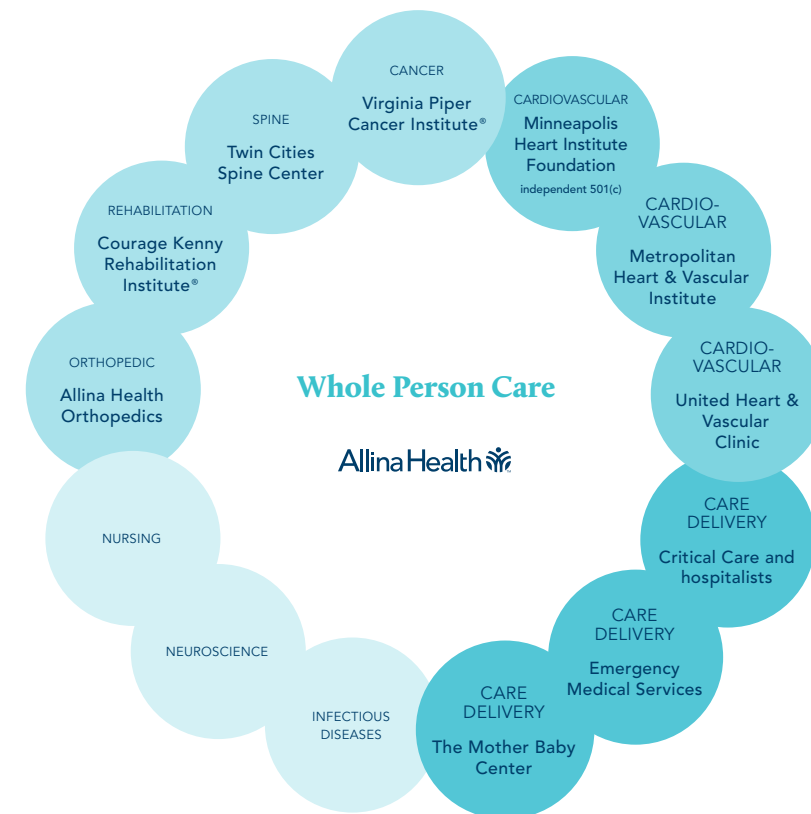 CANCER
Virginia Piper
Cancer Institute®
CARDIOVASCULAR
Minneapolis
Heart Institute
Foundation
independent 501(c)
CARDIO-
VASCULAR
Metropolitan
Heart & Vascular
Institute
CARDIO-
VASCULAR
United Heart &
Vascular
Clinic
CARE
DELIVERY
Critical Care and
hospitalists
CARE
DELIVERY
Emergency
Medical Services
CARE
DELIVERY
The Mother Baby
Center
INFECTIOUS
DISEASES
NEUROSCIENCE
NURSING
ORTHOPEDIC
Allina Health
Orthopedics
REHABILITATION
Courage Kenny
Rehabilitation
Institute®
SPINE
Twin Cities
Spine Center
Whole Person Care
Allina Health